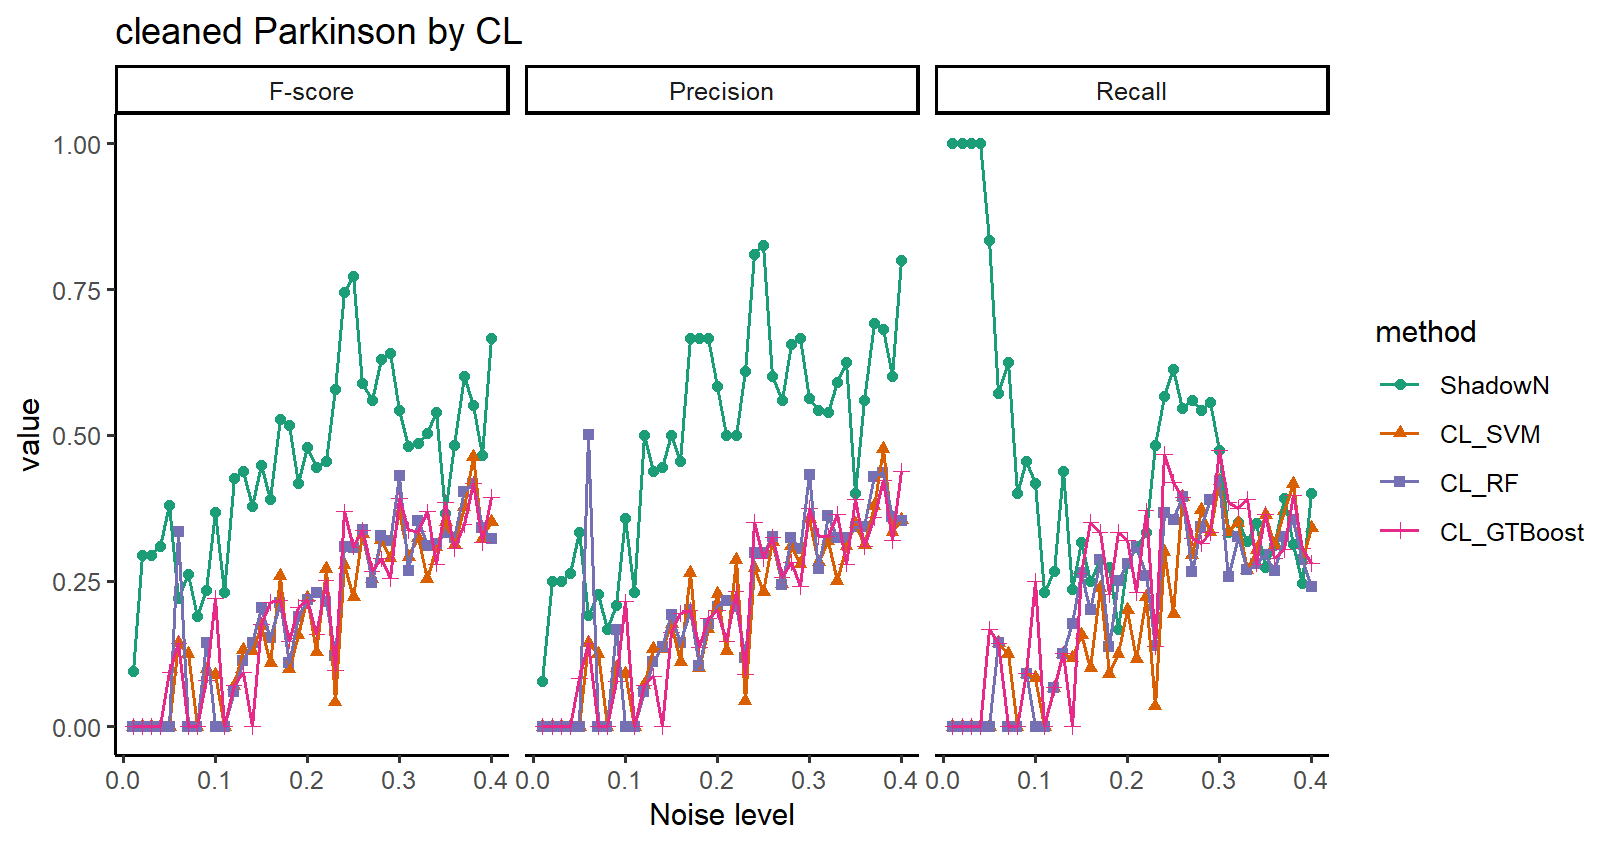 cleaned Parkinson by CL
F-score
Precision
Recall
value
1.00
0.75
0.50
0.25
0.00
0.0 0.1 0.2 0.3 0.4
0.0 0.1 0.2 0.3 0.4
0.0 0.1 0.2 0.3 0.4
Noise level
method
ShadowN
CL_SVM
CL_RF
CL_GTBoost